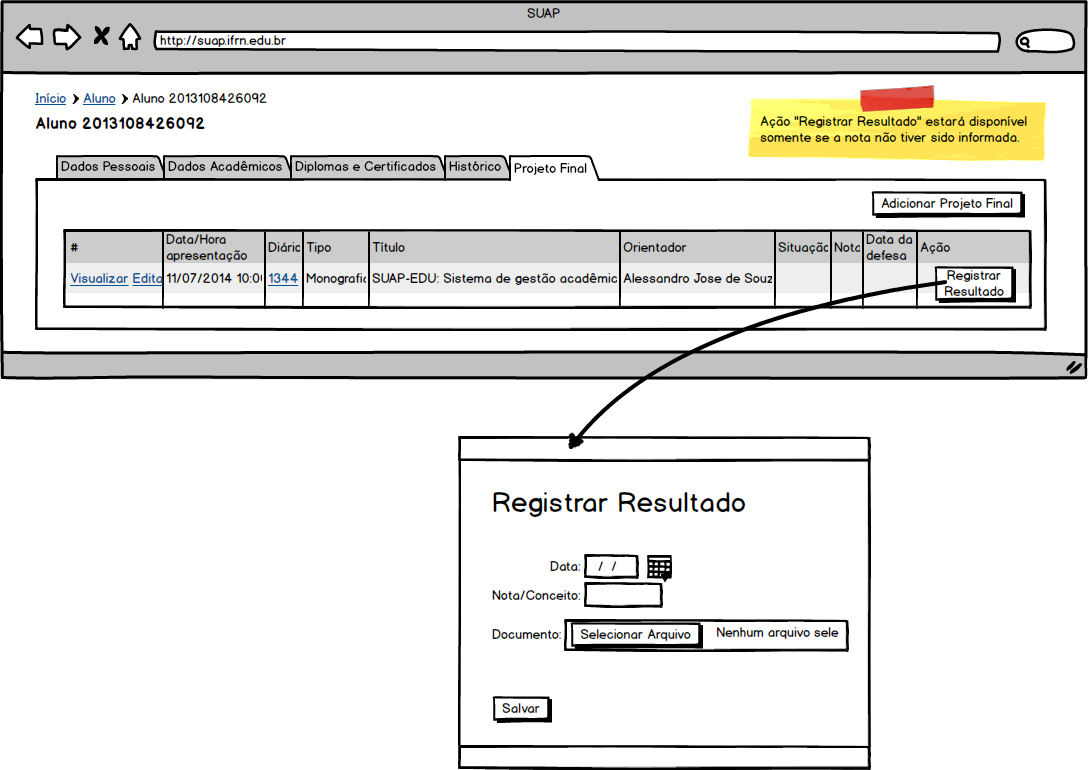 SUAP
http://suap.ifrn.edu.br
Início > Aluno > Aluno 2013108426092
Aluno 2013108426092
Ação "Registrar Resultado" estará disponível
somente se a nota não tiver sido informada.
Dados Pessoais Dados Acadêmicos Diplomas e Certificados Histórico Projeto Final
Adicionar Projeto Final
# Data/Hora apresentação Diáric Tipo Título Orientador Situaçãc Nota Data da defesa Ação
Visualizar Edita 11/07/2014 10:0 1344 Monografia SUAP-EDU: Sistema de gestão acadêmic Alessandro Jose de Souz Registrar Resultado
Registrar Resultado
Data: / /
Nota/Conceito:
Documento: Selecionar Arquivo Nenhum arquivo sele
Salvar